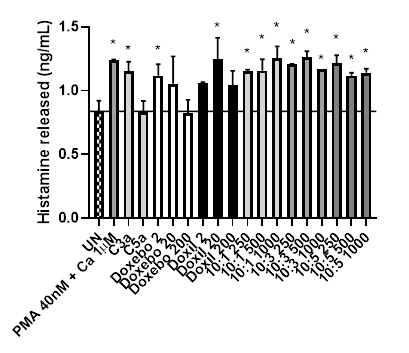 Histamine released (ng/mL)
1.5
1.0
0.5
0.0
* * * * * * * * * * * * * *
UN
PMA 40nM + Ca 1µM
C3a
C5a
Doxebo 2
Doxebo 20
Doxebo 200
Doxil 2
Doxil 20
Doxil 200
10:1 250
10:1 500
10:1 1000
10:3 250
10:3 500
10:3 1000
10:5 250
10:5 500
10:5 1000